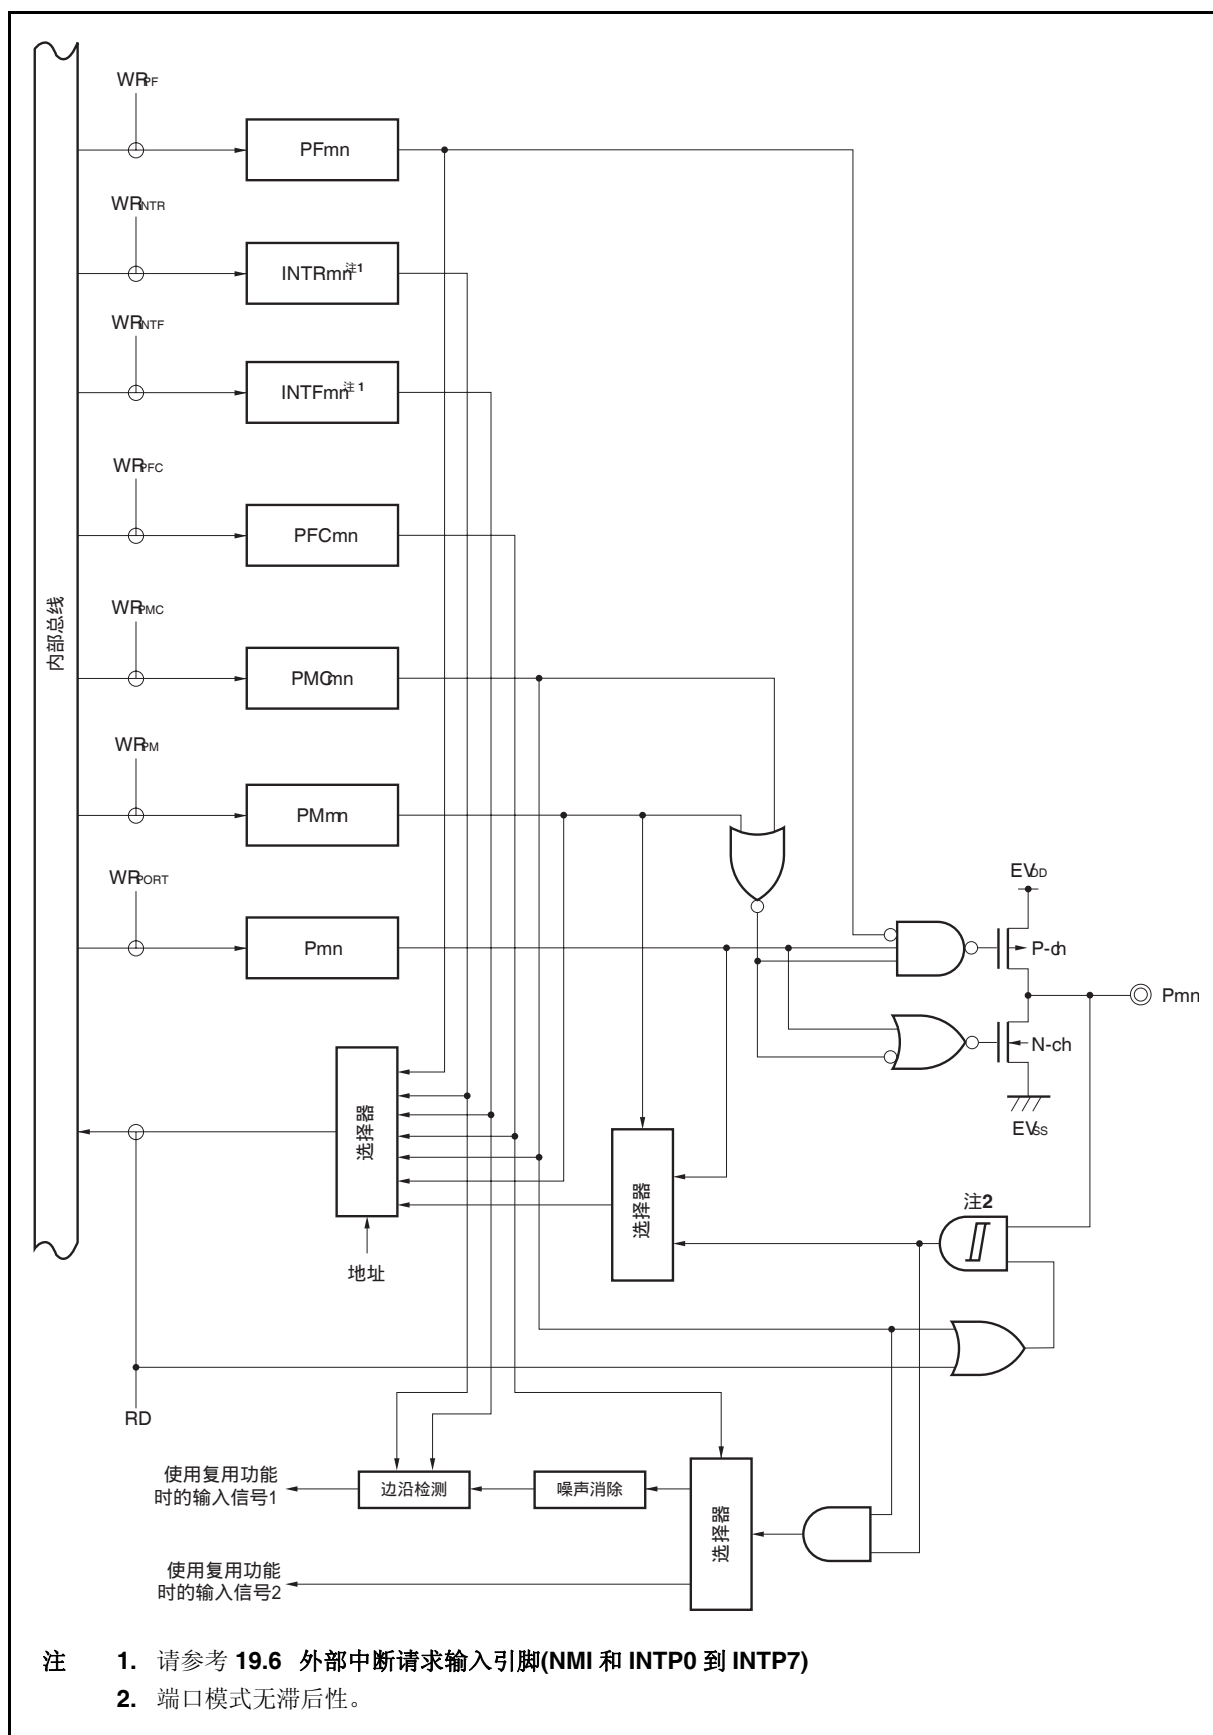 WRPF
PFmn
WRINTR
INTRmn注1
WRINTF
INTFmn注1
WRPFC
PFCmn
内部总线
WRPMC
PMCmn
WRPM
PMmn
WRPORT
Pmn
EVDD
P-ch
Pmn
N-ch
EVSS
选择器
地址
选择器
注2
RD
使用复用功能
时的输入信号1
边沿检测
噪声消除
选择器
使用复用功能
时的输入信号2
注 1. 请参考 19.6 外部中断请求输入引脚(NMI 和 INTP0 到 INTP7)
2. 端口模式无滞后性。